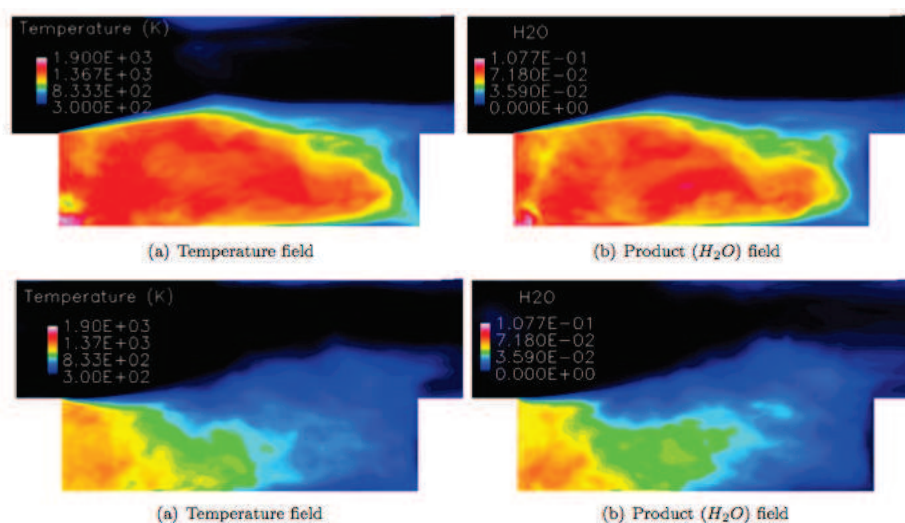 Temperature (K)
1.900E+03
1.367E+03
8.333E+02
3.000E+02
H2O
1.077E-01
7.180E-02
3.590E-02
0.000E+00
(a) Temperature field
(b) Product (H₂O) field
Temperature (K)
1.90E+03
1.37E+03
8.33E+02
3.00E+02
H2O
1.077E-01
7.180E-02
3.590E-02
0.000E+00
(a) Temperature field
(b) Product (H₂O) field